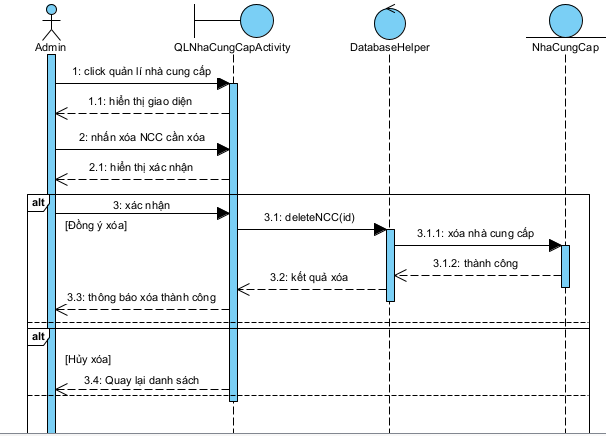 Admin
QLNhaCungCapActivity
DatabaseHelper
NhaCungCap
1: click quản lí nhà cung cấp
1.1: hiển thị giao diện
2: nhấn xóa NCC cần xóa
2.1: hiển thị xác nhận
alt
3: xác nhận
[Đồng ý xóa]
3.1: deleteNCC(id)
3.1.1: xóa nhà cung cấp
3.1.2: thành công
3.2: kết quả xóa
3.3: thông báo xóa thành công
alt
[Hủy xóa]
3.4: Quay lại danh sách